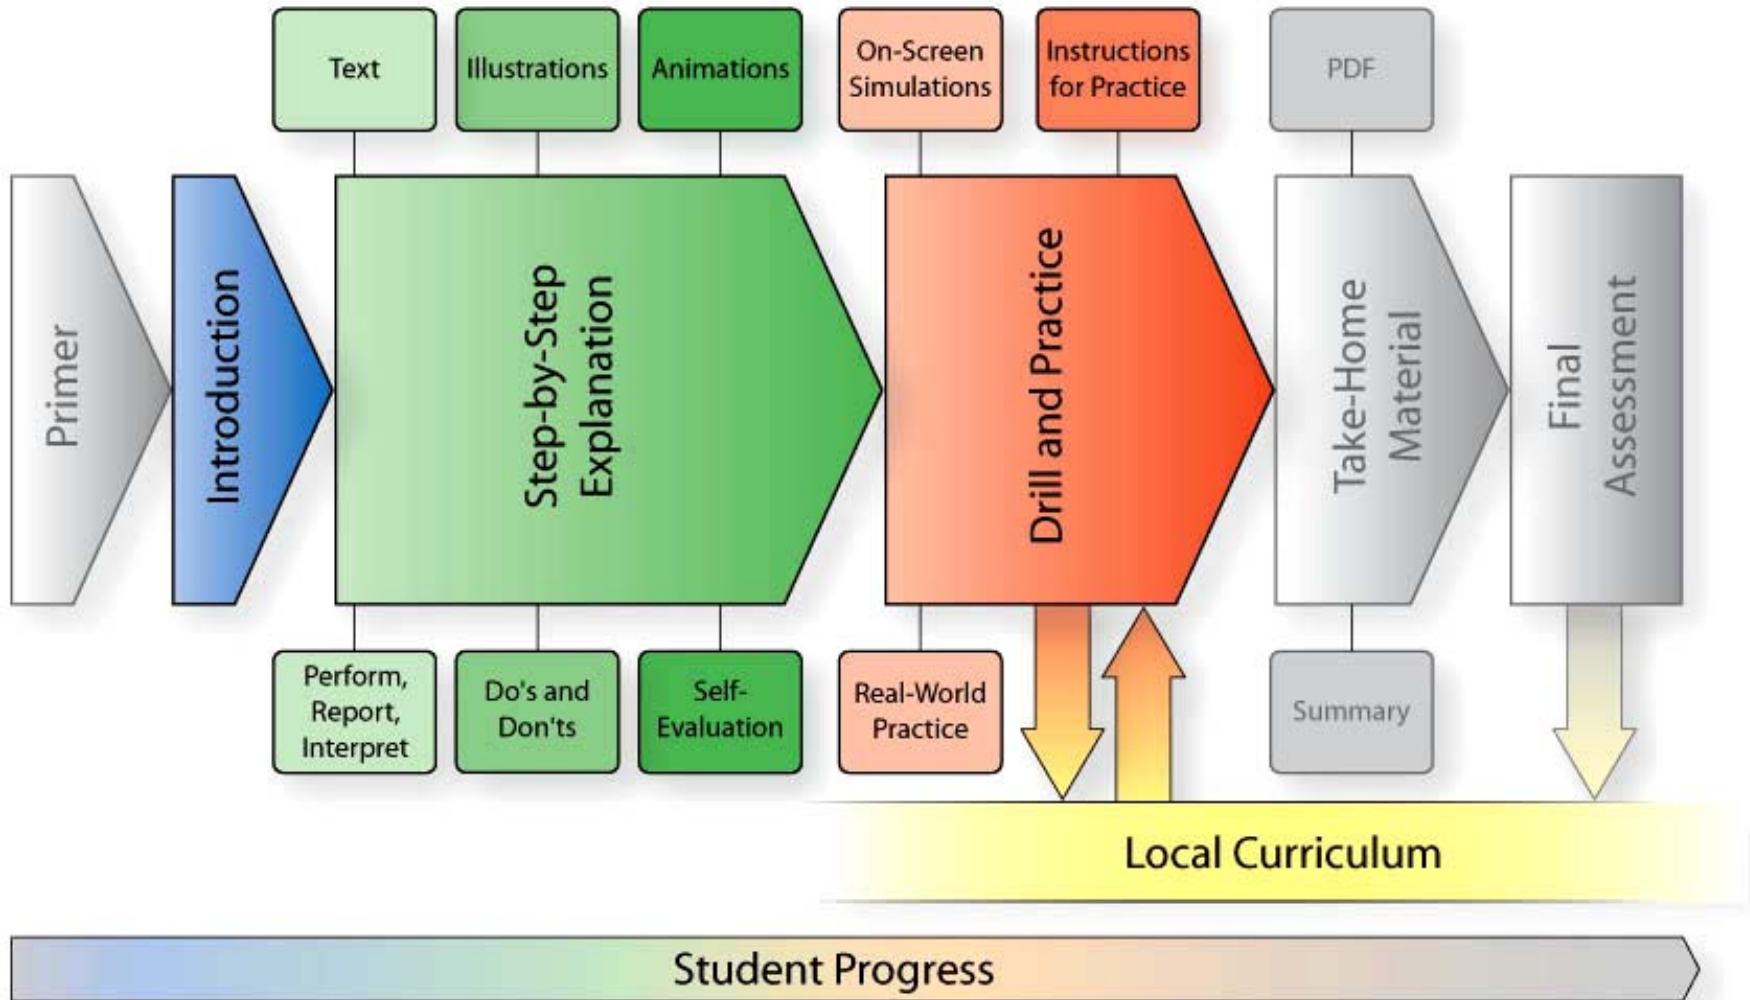 Text
Illustrations
Animations
On-Screen
Simulations
Instructions
for Practice
PDF
Primer
Introduction
Step-by-Step
Explanation
Drill and Practice
Take-Home
Material
Final
Assessment
Perform,
Report,
Interpret
Do's and
Don'ts
Self-
Evaluation
Real-World
Practice
Summary
Local Curriculum
Student Progress